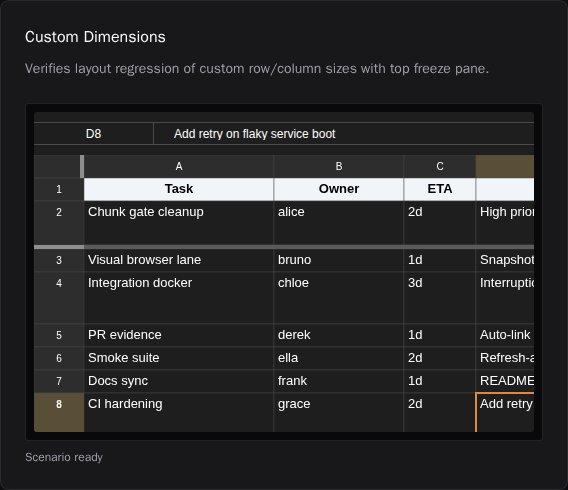 Custom Dimensions
Verifies layout regression of custom row/column sizes with top freeze pane.
D8 Add retry on flaky service boot
A B C
1 Task Owner ETA
2 Chunk gate cleanup alice 2d High prior
3 Visual browser lane bruno 1d Snapshot
4 Integration docker chloe 3d Interruptic
5 PR evidence derek 1d Auto-link
6 Smoke suite ella 2d Refresh-a
7 Docs sync frank 1d README
8 CI hardening grace 2d Add retry
Scenario ready